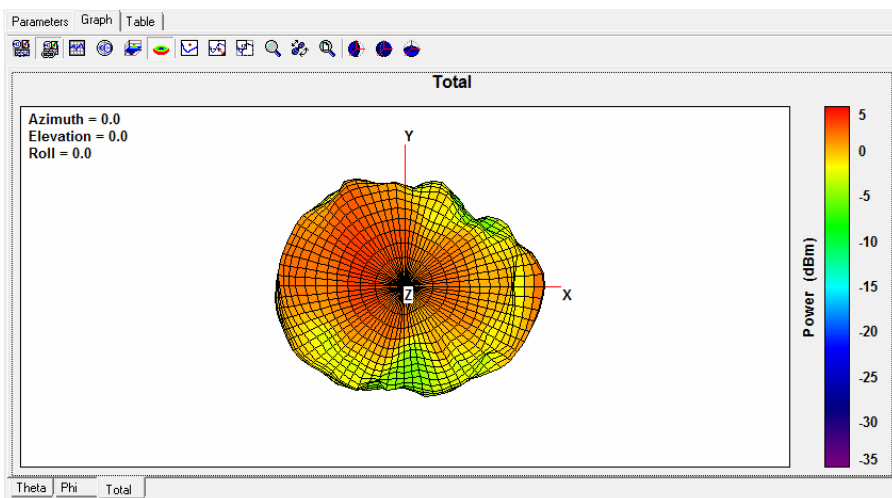 Parameters Graph Table
Total
Azimuth = 0.0
Elevation = 0.0
Roll = 0.0
Y
X
Z
5
0
-5
-10
-15
-20
-25
-30
-35
Power (dBm)
Theta Phi Total